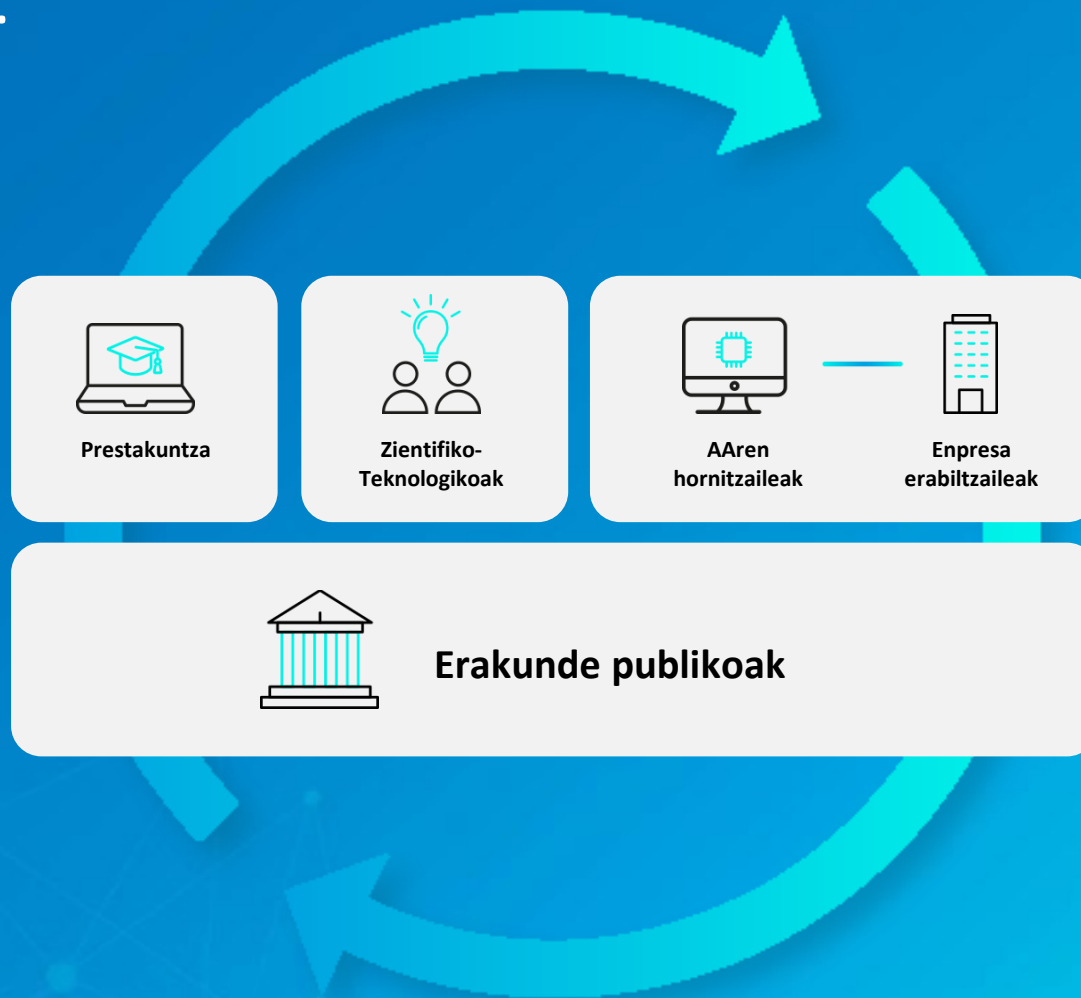 Prestakuntza
Zientifiko-
Teknologikoak
AAren
hornitzaileak
Enpresa
erabiltzaileak
Erakunde publikoak